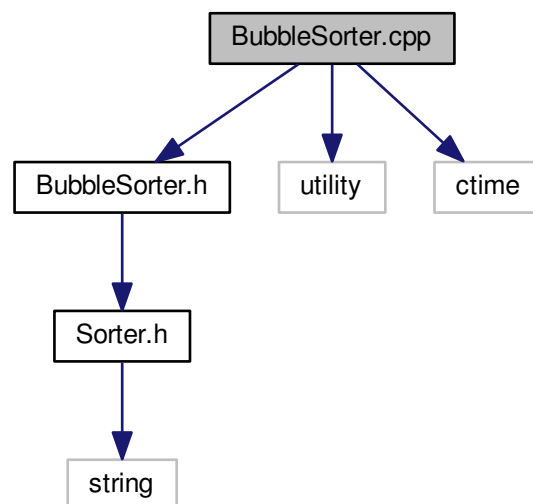 BubbleSorter.cpp
BubbleSorter.h
utility
ctime
Sorter.h
string